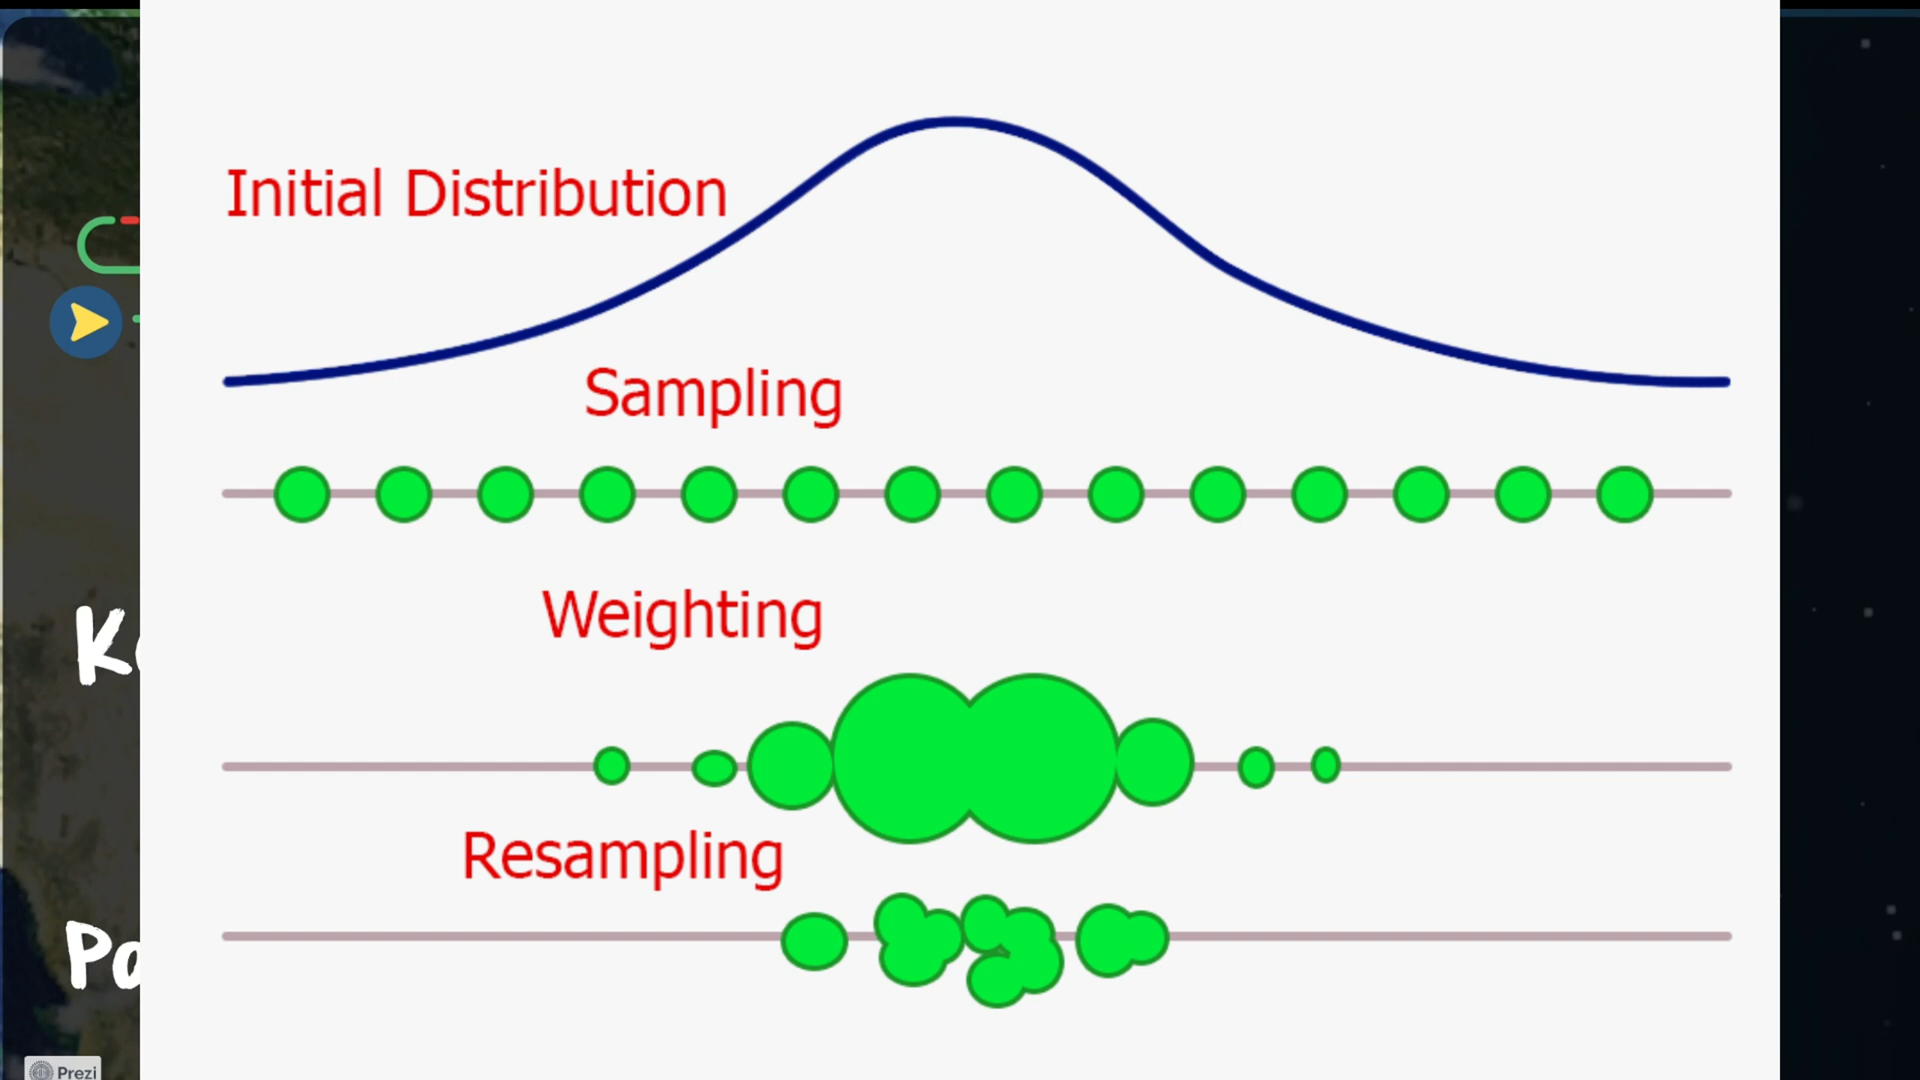 Initial Distribution
Sampling
Weighting
Resampling
Prezi